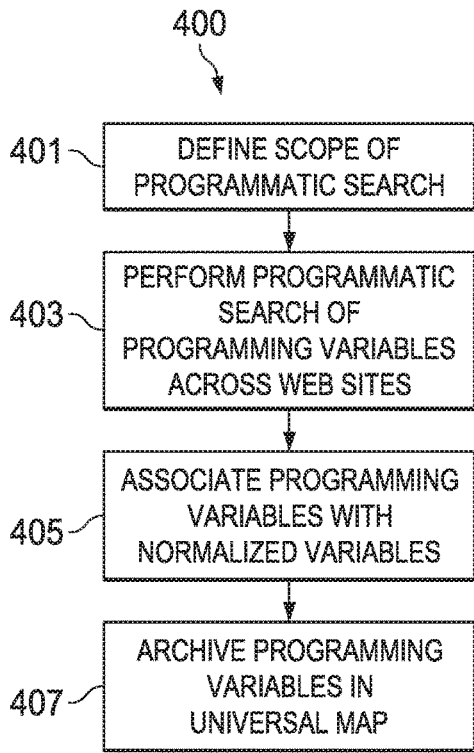 400
401
DEFINE SCOPE OF
PROGRAMMATIC SEARCH
403
PERFORM PROGRAMMATIC
SEARCH OF
PROGRAMMING VARIABLES
ACROSS WEB SITES
405
ASSOCIATE PROGRAMMING
VARIABLES WITH
NORMALIZED VARIABLES
407
ARCHIVE PROGRAMMING
VARIABLES IN
UNIVERSAL MAP